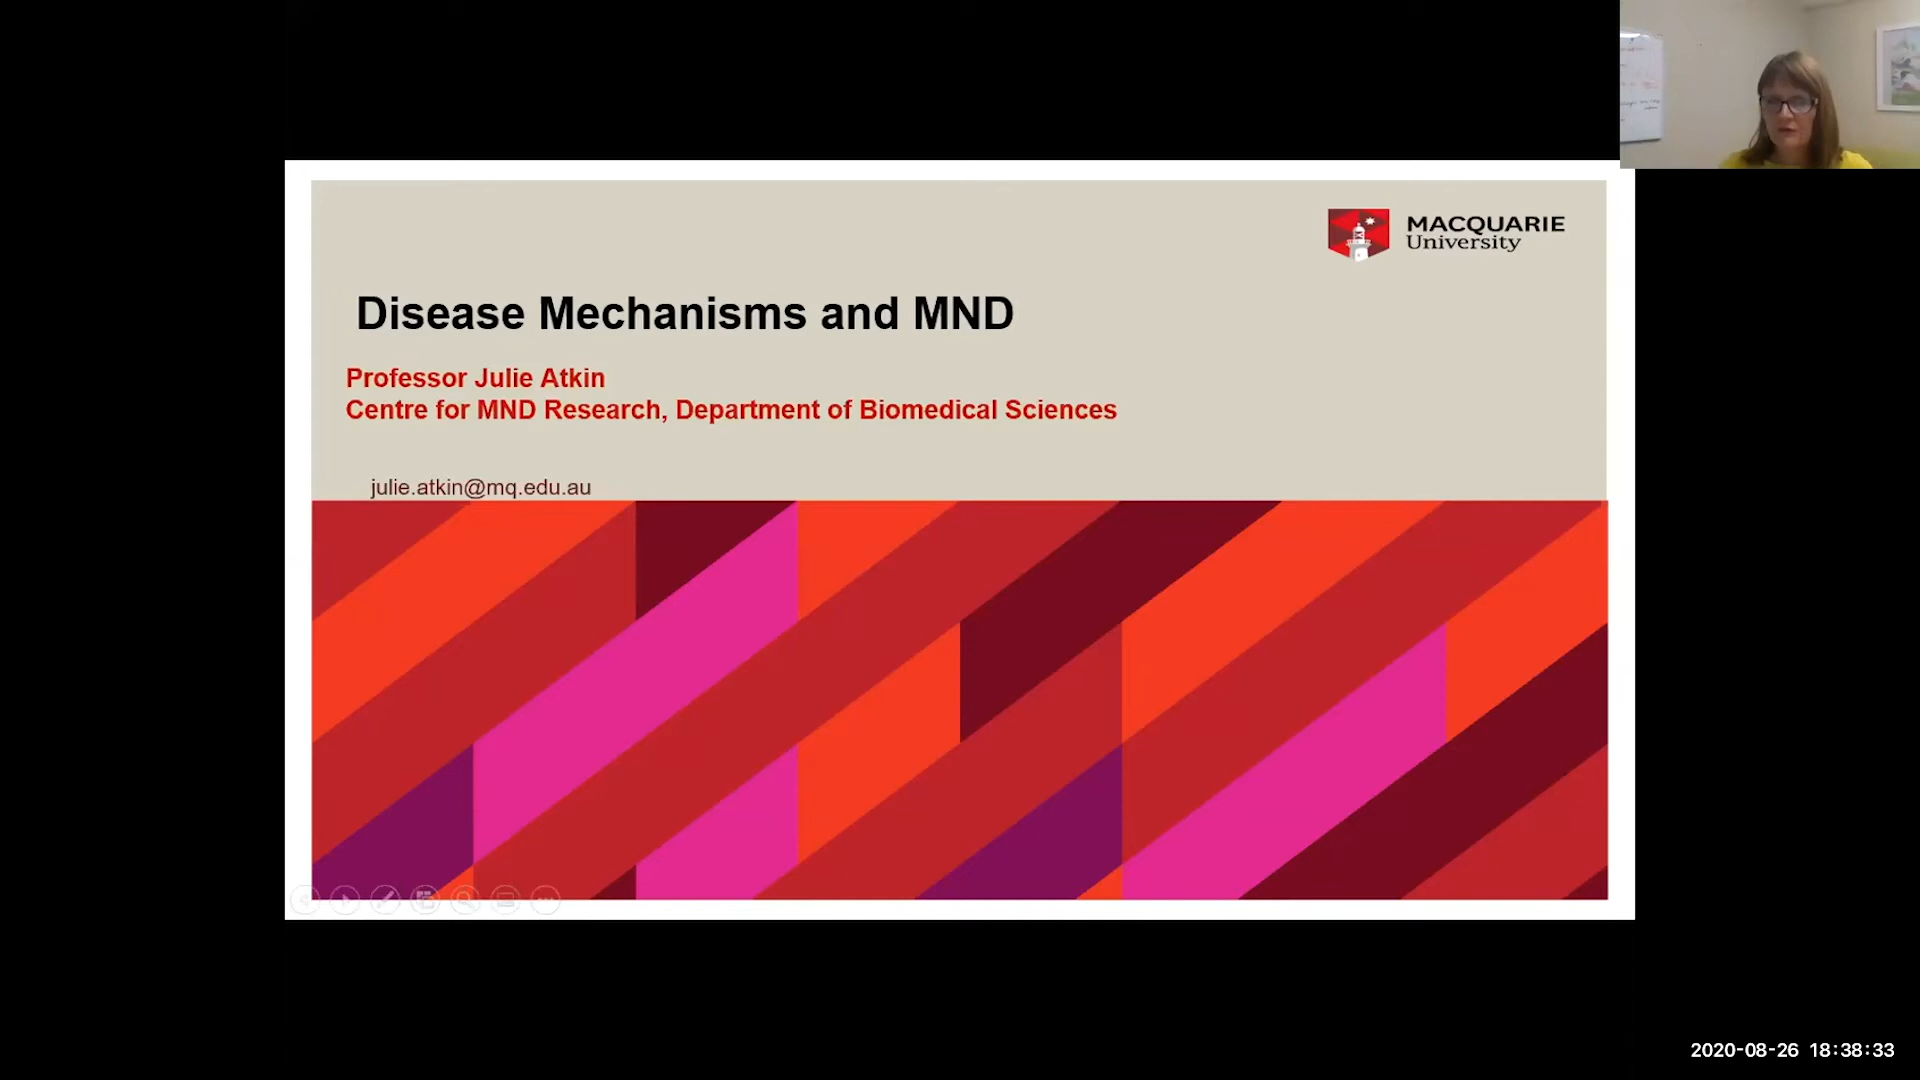 MACQUARIE
University
Disease Mechanisms and MND
Professor Julie Atkin
Centre for MND Research, Department of Biomedical Sciences
julie.atkin@mq.edu.au
2020-08-26 18:38:33